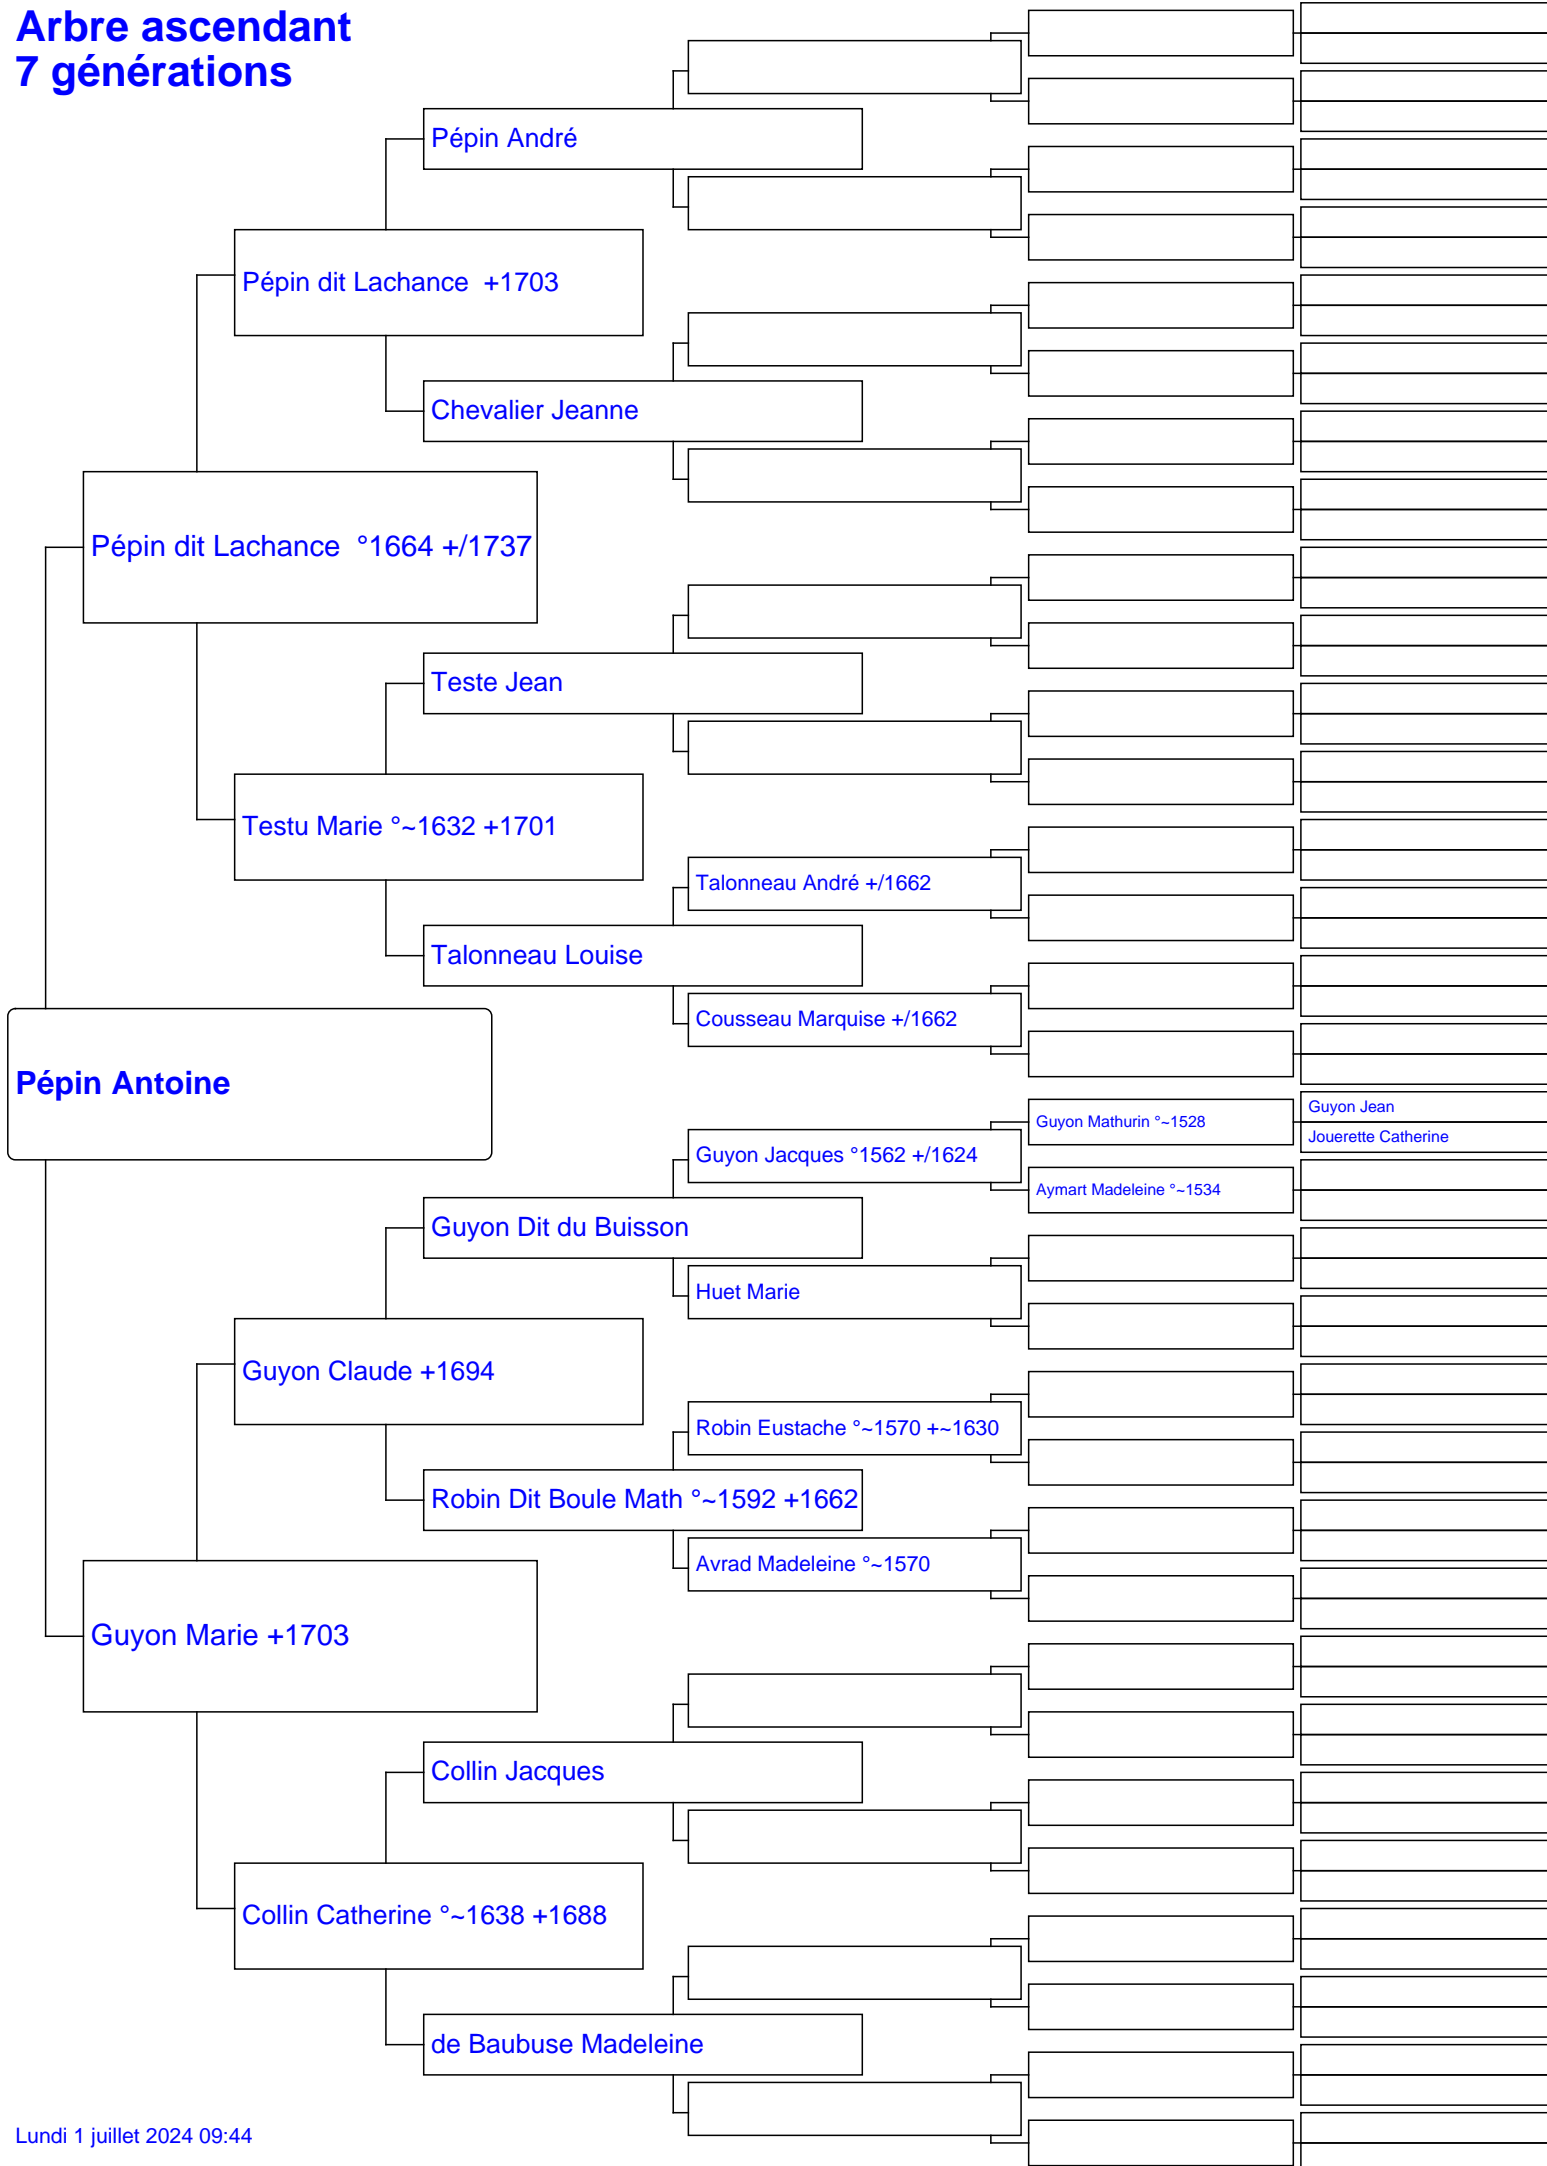 Arbre ascendant
7 générations
Pépin André
Pépin dit Lachance  +1703
Chevalier Jeanne
Pépin dit Lachance  °1664 +/1737
Teste Jean
Testu Marie °~1632 +1701
Talonneau André +/1662
Talonneau Louise
Cousseau Marquise +/1662
Pépin Antoine
Guyon Jean
Guyon Mathurin °~1528
Jouerette Catherine
Guyon Jacques °1562 +/1624
Aymart Madeleine °~1534
Guyon Dit du Buisson
Huet Marie
Guyon Claude +1694
Robin Eustache °~1570 +~1630
Robin Dit Boule Math °~1592 +1662
Avrad Madeleine °~1570
Guyon Marie +1703
Collin Jacques
Collin Catherine °~1638 +1688
de Baubuse Madeleine
Lundi 1 juillet 2024 09:44